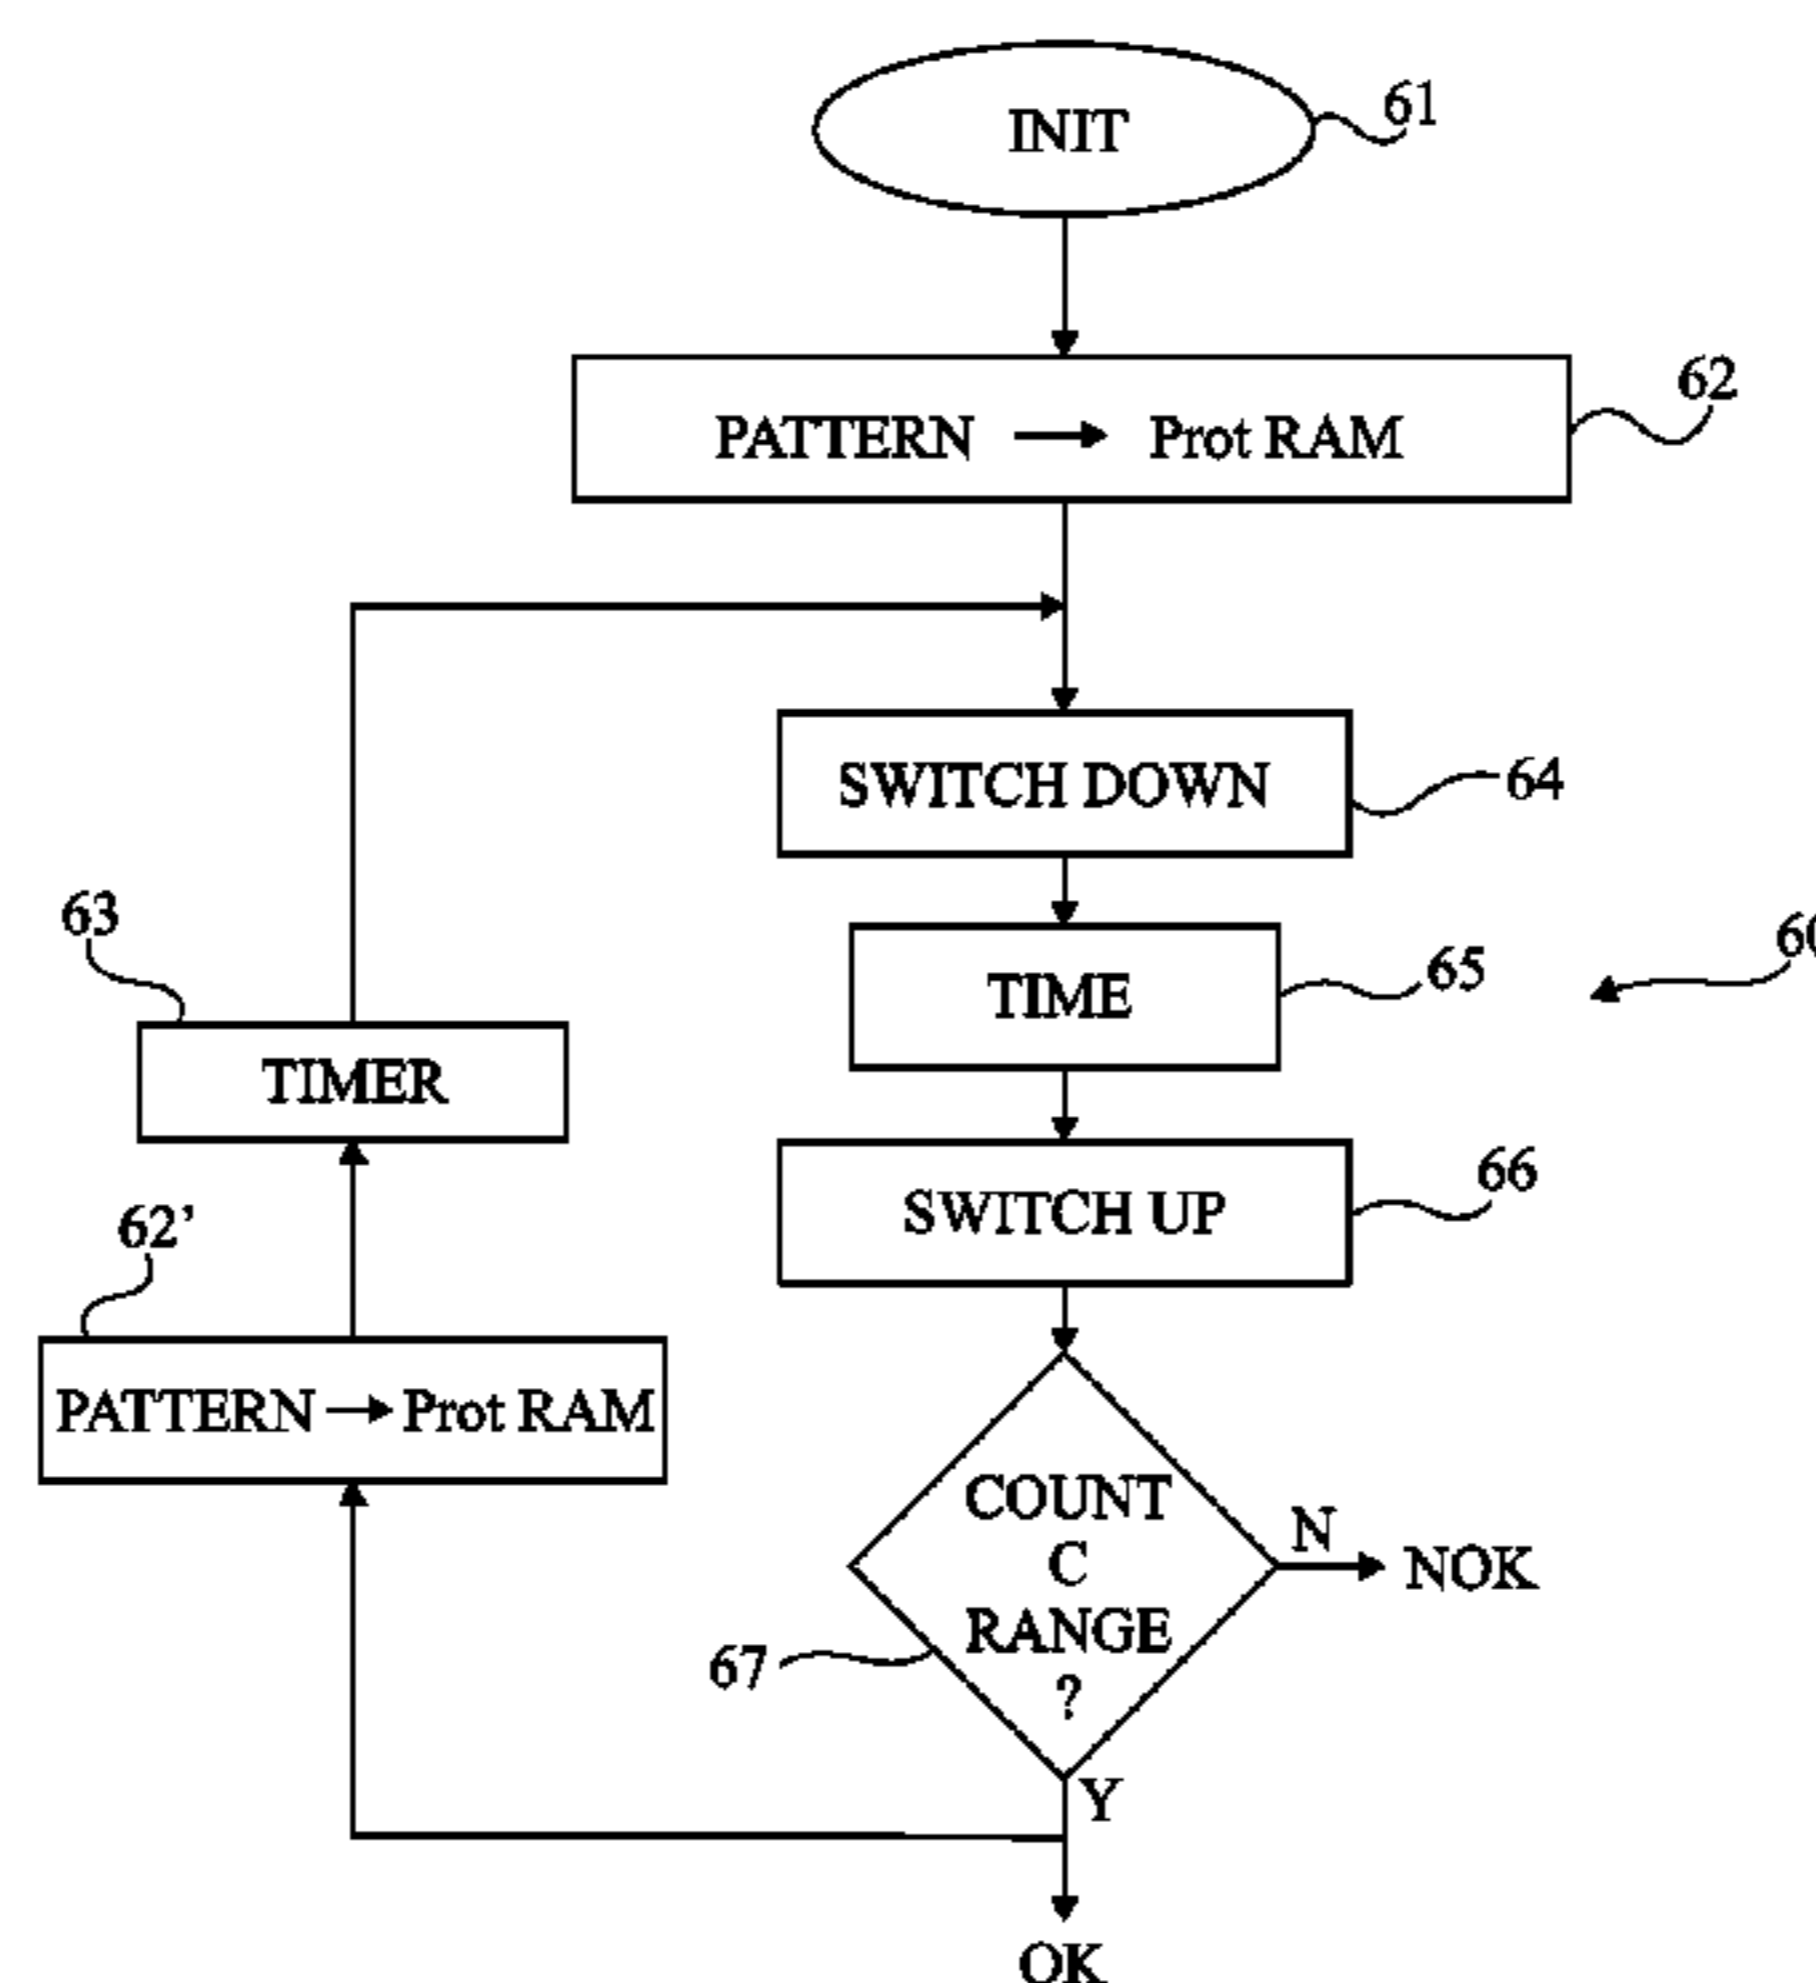 INIT
61
PATTERN → Prot RAM
62
SWITCH DOWN
64
63
TIME
65
TIMER
62'
SWITCH UP
66
PATTERN → Prot RAM
COUNT
C
RANGE
?
N
NOK
67
Y
OK